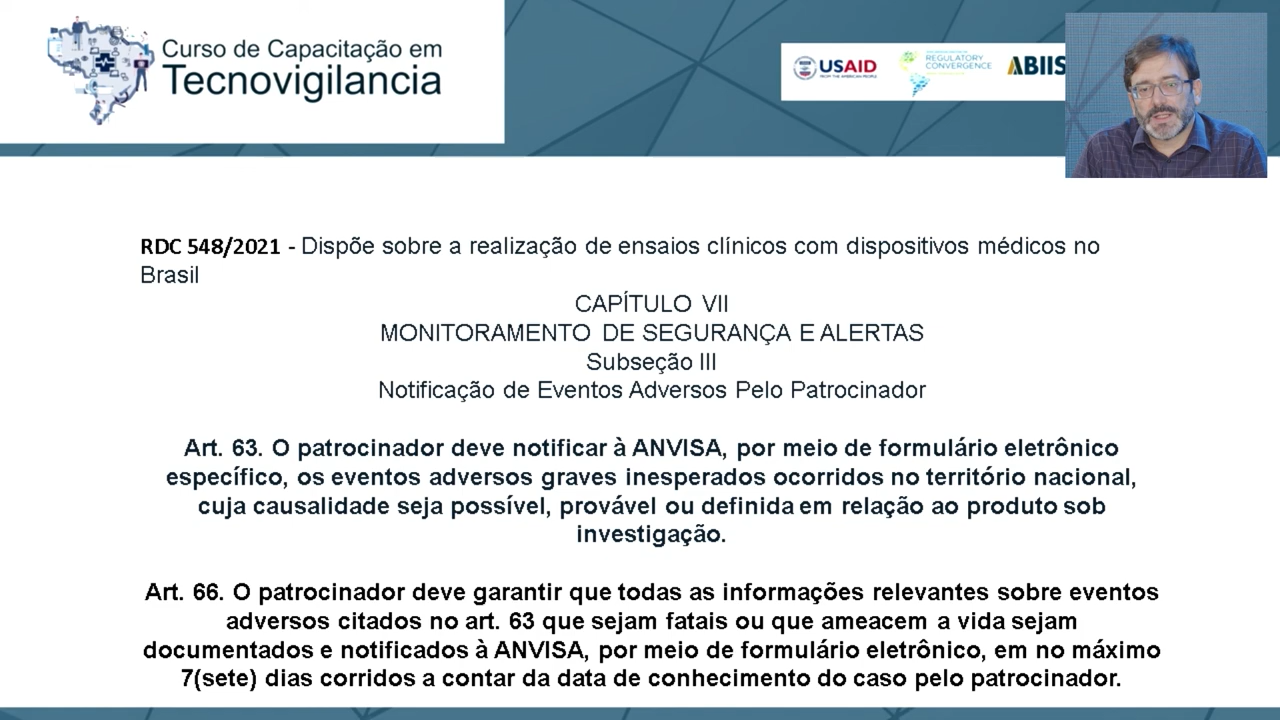 Curso de Capacitação em
Tecnovigilancia
USAID
FROM THE AMERICAN PEOPLE
REGULATORY
CONVERGENCE
ABIIS
RDC 548/2021 - Dispõe sobre a realização de ensaios clínicos com dispositivos médicos no
Brasil
CAPÍTULO VII
MONITORAMENTO DE SEGURANÇA E ALERTAS
Subseção III
Notificação de Eventos Adversos Pelo Patrocinador
Art. 63. O patrocinador deve notificar à ANVISA, por meio de formulário eletrônico
específico, os eventos adversos graves inesperados ocorridos no território nacional,
cuja causalidade seja possível, provável ou definida em relação ao produto sob
investigação.
Art. 66. O patrocinador deve garantir que todas as informações relevantes sobre eventos
adversos citados no art. 63 que sejam fatais ou que ameacem a vida sejam
documentados e notificados à ANVISA, por meio de formulário eletrônico, em no máximo
7(sete) dias corridos a contar da data de conhecimento do caso pelo patrocinador.